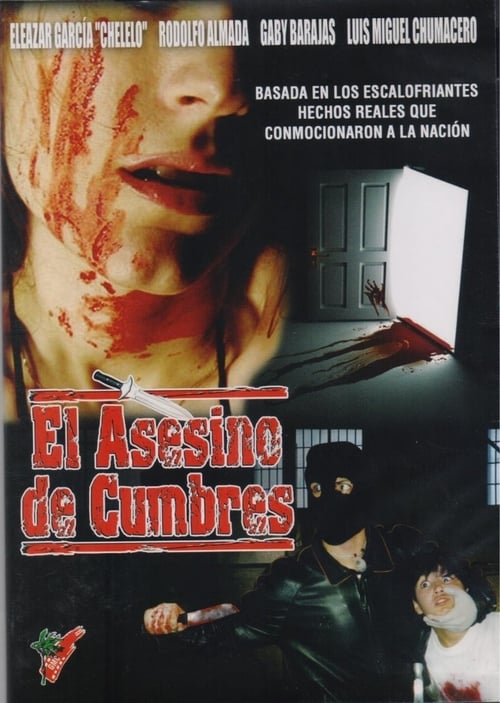 ELEAZAR GARCÍA "CHELELO" RODOLFO ALMADA GABY BARAJAS LUIS MIGUEL CHUMACERO
BASADA EN LOS ESCALOFRIANTES
HECHOS REALES QUE
CONMOCIONARON A LA NACIÓN
El Asesino
de Cumbres